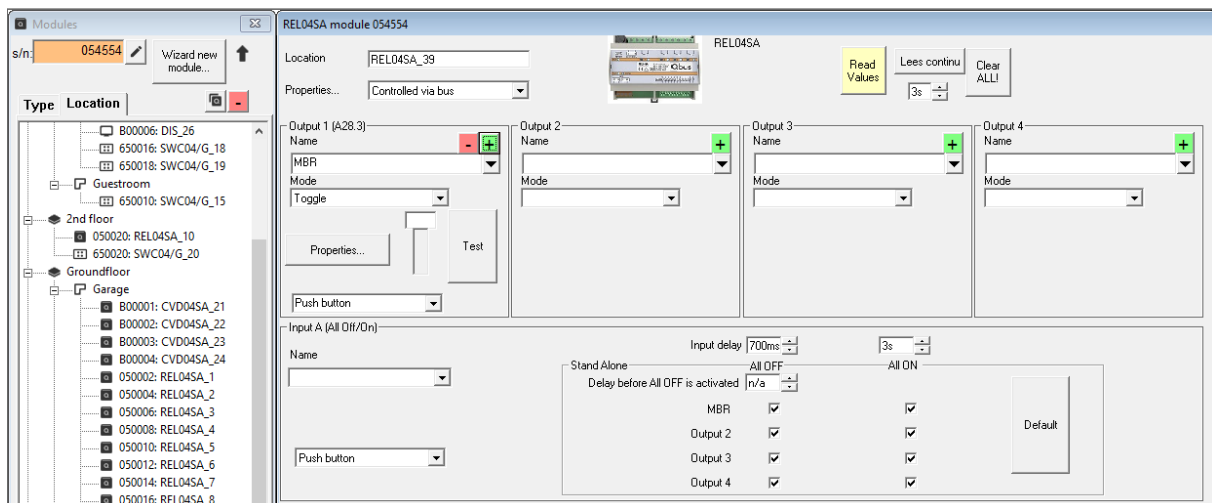 Modules
s/n: 054554
Wizard new module...
Type Location
B00006: DIS_26
650016: SWC04/G_18
650018: SWC04/G_19
Guestroom
650010: SWC04/G_15
2nd floor
050020: REL04SA_10
650020: SWC04/G_20
Groundfloor
Garage
B00001: CVD04SA_21
B00002: CVD04SA_22
B00003: CVD04SA_23
B00004: CVD04SA_24
050002: REL04SA_1
050004: REL04SA_2
050006: REL04SA_3
050008: REL04SA_4
050010: REL04SA_5
050012: REL04SA_6
050014: REL04SA_7
050016: REL04SA_8
REL04SA module 054554
Location REL04SA_39
Properties... Controlled via bus
Qbus
REL04SA
Read Values
Lees continu
3s
Clear ALL!
Output 1 (A28.3)
Name
- +
MBR
Mode
Toggle
Properties...
Test
Push button
Output 2
Name
+
Mode
Output 3
Name
+
Mode
Output 4
Name
+
Mode
Input A (All Off/On)
Name
Push button
Input delay 700ms 3s
Stand Alone All OFF All ON
Delay before All OFF is activated n/a
MBR
Output 2
Output 3
Output 4
Default